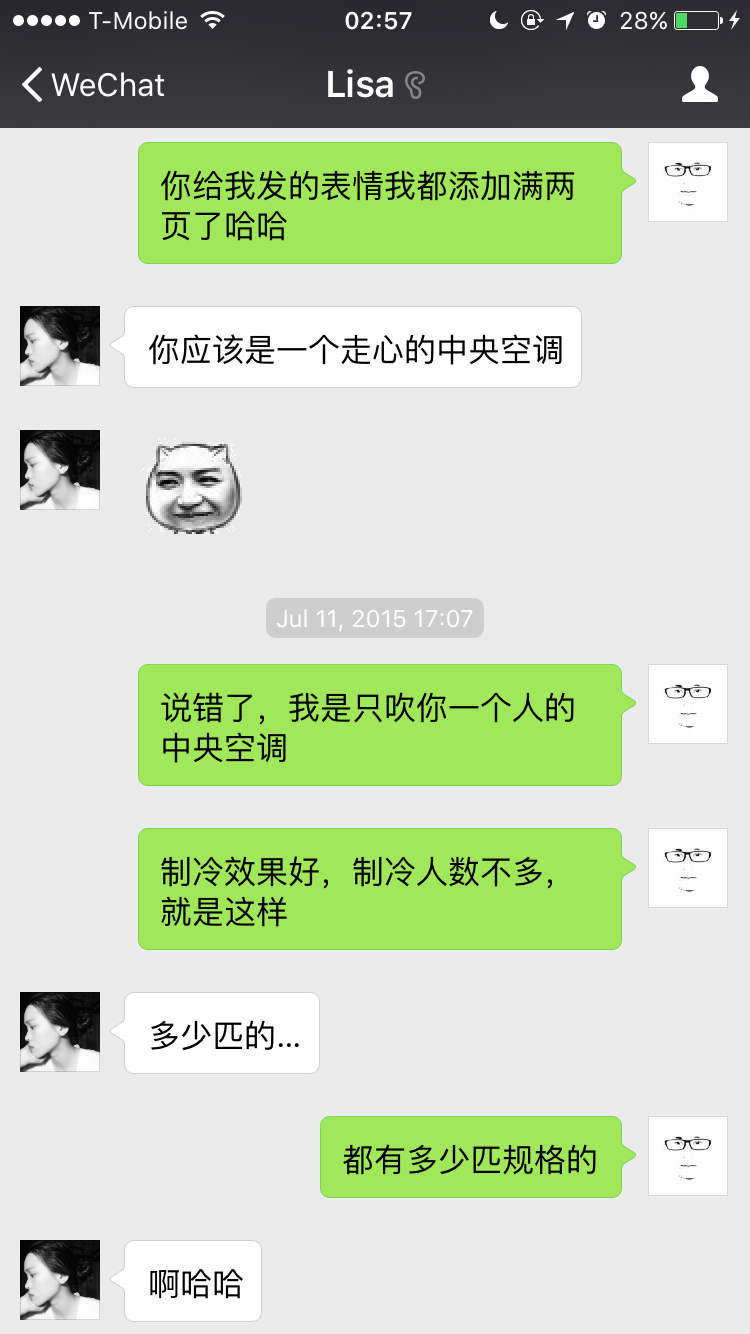 T-Mobile 02:57 28%
WeChat Lisa
你给我发的表情我都添加满两
页了哈哈
你应该是一个走心的中央空调
Jul 11, 2015 17:07
说错了，我是只吹你一个人的
中央空调
制冷效果好，制冷人数不多，
就是这样
多少匹的...
都有多少匹规格的
啊哈哈